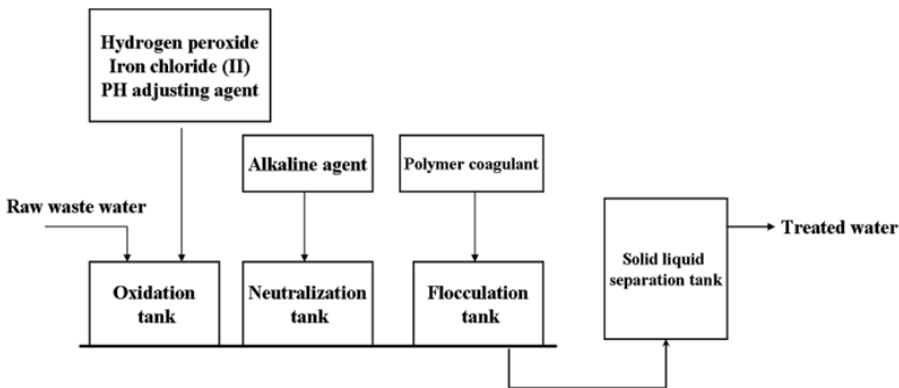 Hydrogen peroxide
Iron chloride (II)
PH adjusting agent
Alkaline agent
Polymer coagulant
Raw waste water
Oxidation
tank
Neutralization
tank
Flocculation
tank
Solid liquid
separation tank
Treated water